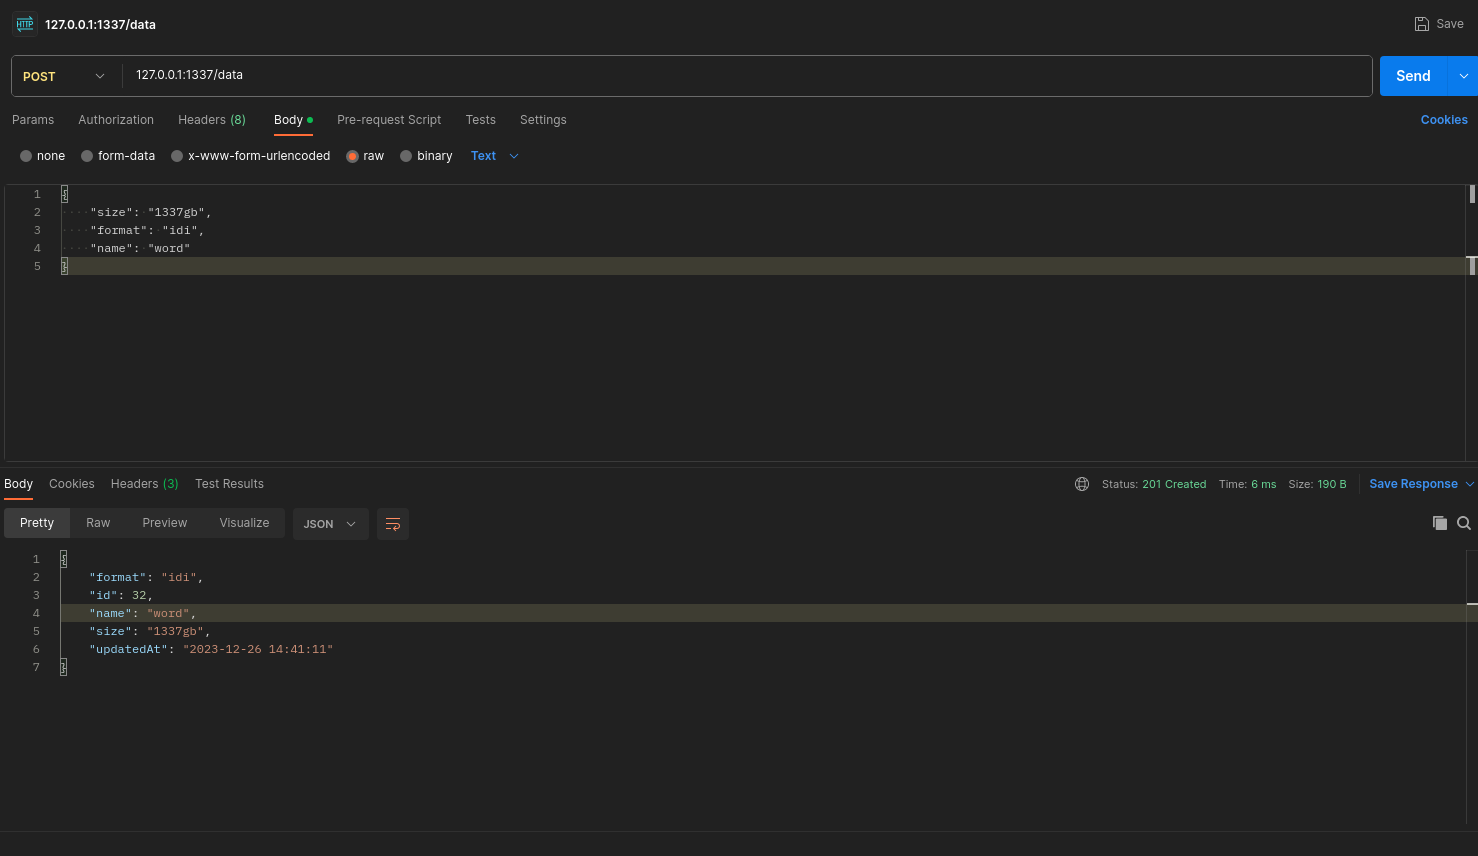 HTTP 127.0.0.1:1337/data Save
POST 127.0.0.1:1337/data Send
Params Authorization Headers (8) Body Pre-request Script Tests Settings Cookies
none form-data x-www-form-urlencoded raw binary Text
1 {
2 "size": "1337gb",
3 "format": "idi",
4 "name": "word"
5 }
Body Cookies Headers (3) Test Results Status: 201 Created Time: 6 ms Size: 190 B Save Response
Pretty Raw Preview Visualize JSON
1 {
2 "format": "idi",
3 "id": 32,
4 "name": "word",
5 "size": "1337gb",
6 "updatedAt": "2023-12-26 14:41:11"
7 }